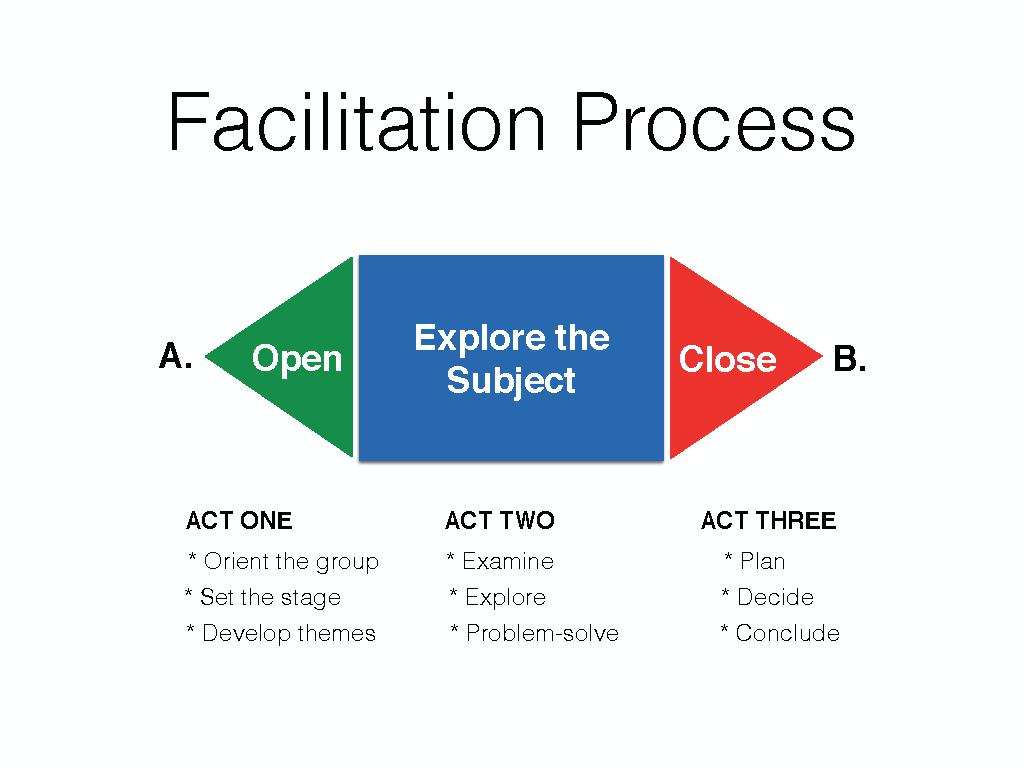 Facilitation Process
A.
Open
Explore the
Subject
Close
B.
ACT ONE
* Orient the group
* Set the stage
* Develop themes
ACT TWO
* Examine
* Explore
* Problem-solve
ACT THREE
* Plan
* Decide
* Conclude